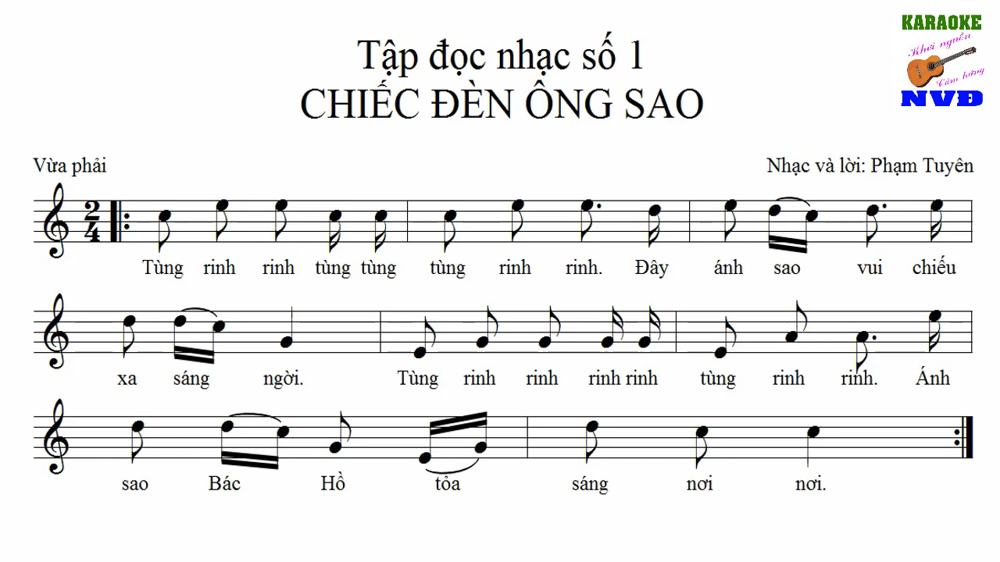 KARAOKE
Khơi nguồn
Cảm hứng
NVĐ
Tập đọc nhạc số 1
CHIẾC ĐÈN ÔNG SAO
Vừa phải
Nhạc và lời: Phạm Tuyên
2
4
Tùng rinh rinh tùng tùng tùng rinh rinh. Đây ánh sao vui chiếu
xa sáng ngời. Tùng rinh rinh rinh rinh tùng rinh rinh. Ánh
sao Bác Hồ tỏa sáng nơi nơi.